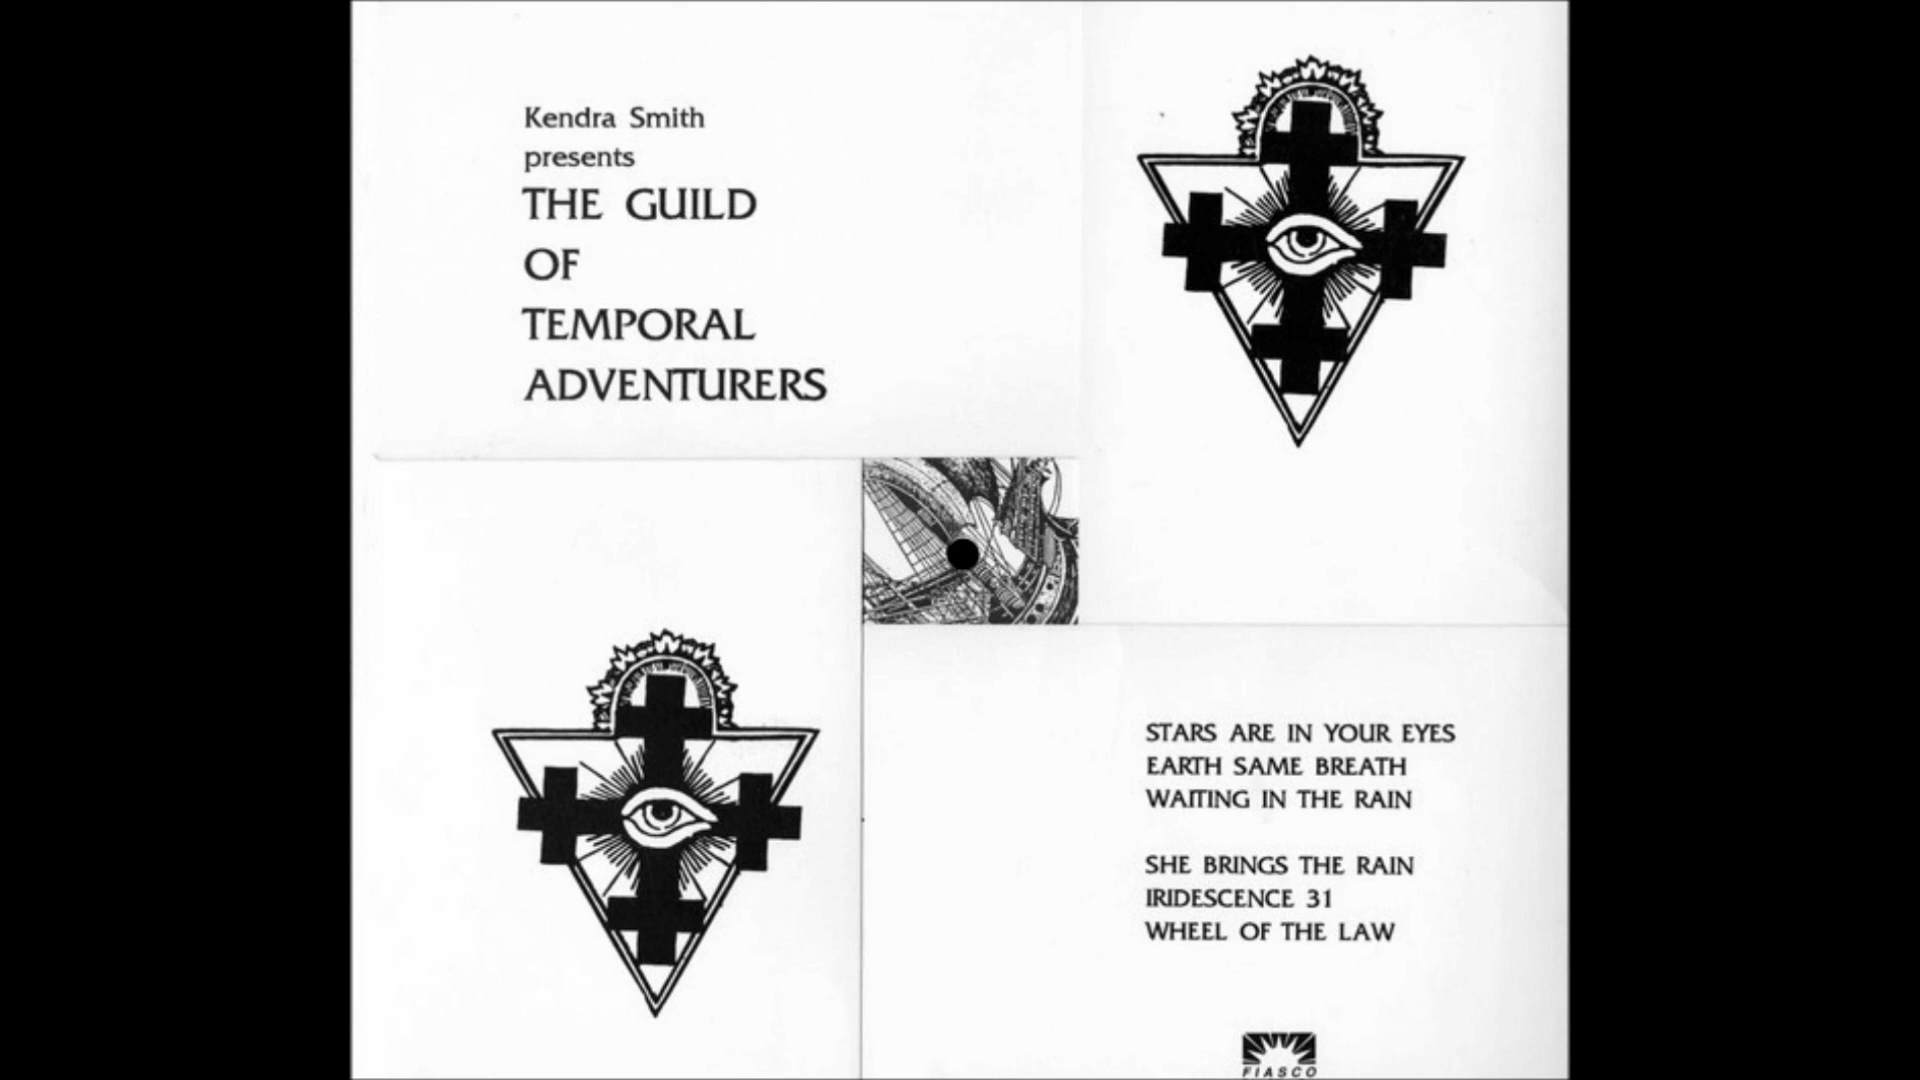 Kendra Smith
presents
THE GUILD
OF
TEMPORAL
ADVENTURERS
STARS ARE IN YOUR EYES
EARTH SAME BREATH
WAITING IN THE RAIN
SHE BRINGS THE RAIN
IRIDESCENCE 31
WHEEL OF THE LAW
FIASCO